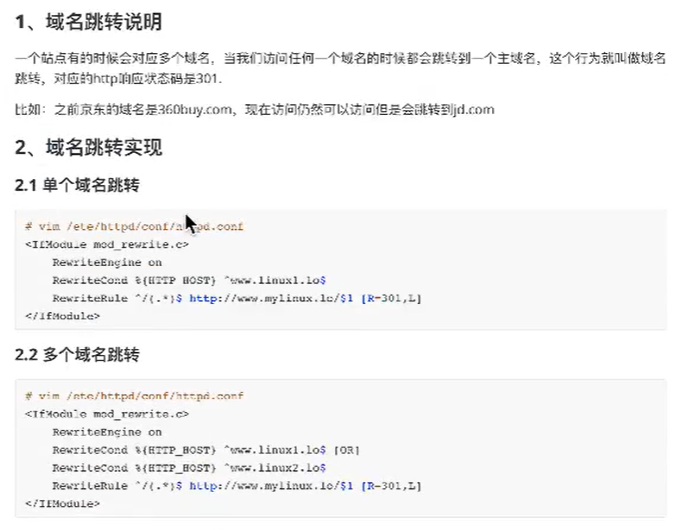 1、域名跳转说明
一个站点有的时候会对应多个域名，当我们访问任何一个域名的时候都会跳转到一个主域名，这个行为就叫做域名
跳转，对应的http响应状态码是301.
比如：之前京东的域名是360buy.com，现在访问仍然可以访问但是会跳转到jd.com
2、域名跳转实现
2.1 单个域名跳转
# vim /etc/httpd/conf/httpd.conf
<IfModule mod_rewrite.c>
RewriteEngine on
RewriteCond %{HTTP_HOST} ^www.linux1.lo$
RewriteRule ^/(.*)$ http://www.mylinux.lo/$1 [R=301,L]
</IfModule>
2.2 多个域名跳转
# vim /etc/httpd/conf/httpd.conf
<IfModule mod_rewrite.c>
RewriteEngine on
RewriteCond %{HTTP_HOST} ^www.linux1.lo$ [OR]
RewriteCond %{HTTP_HOST} ^www.linux2.lo$
RewriteRule ^/(.*)$ http://www.mylinux.lo/$1 [R=301,L]
</IfModule>